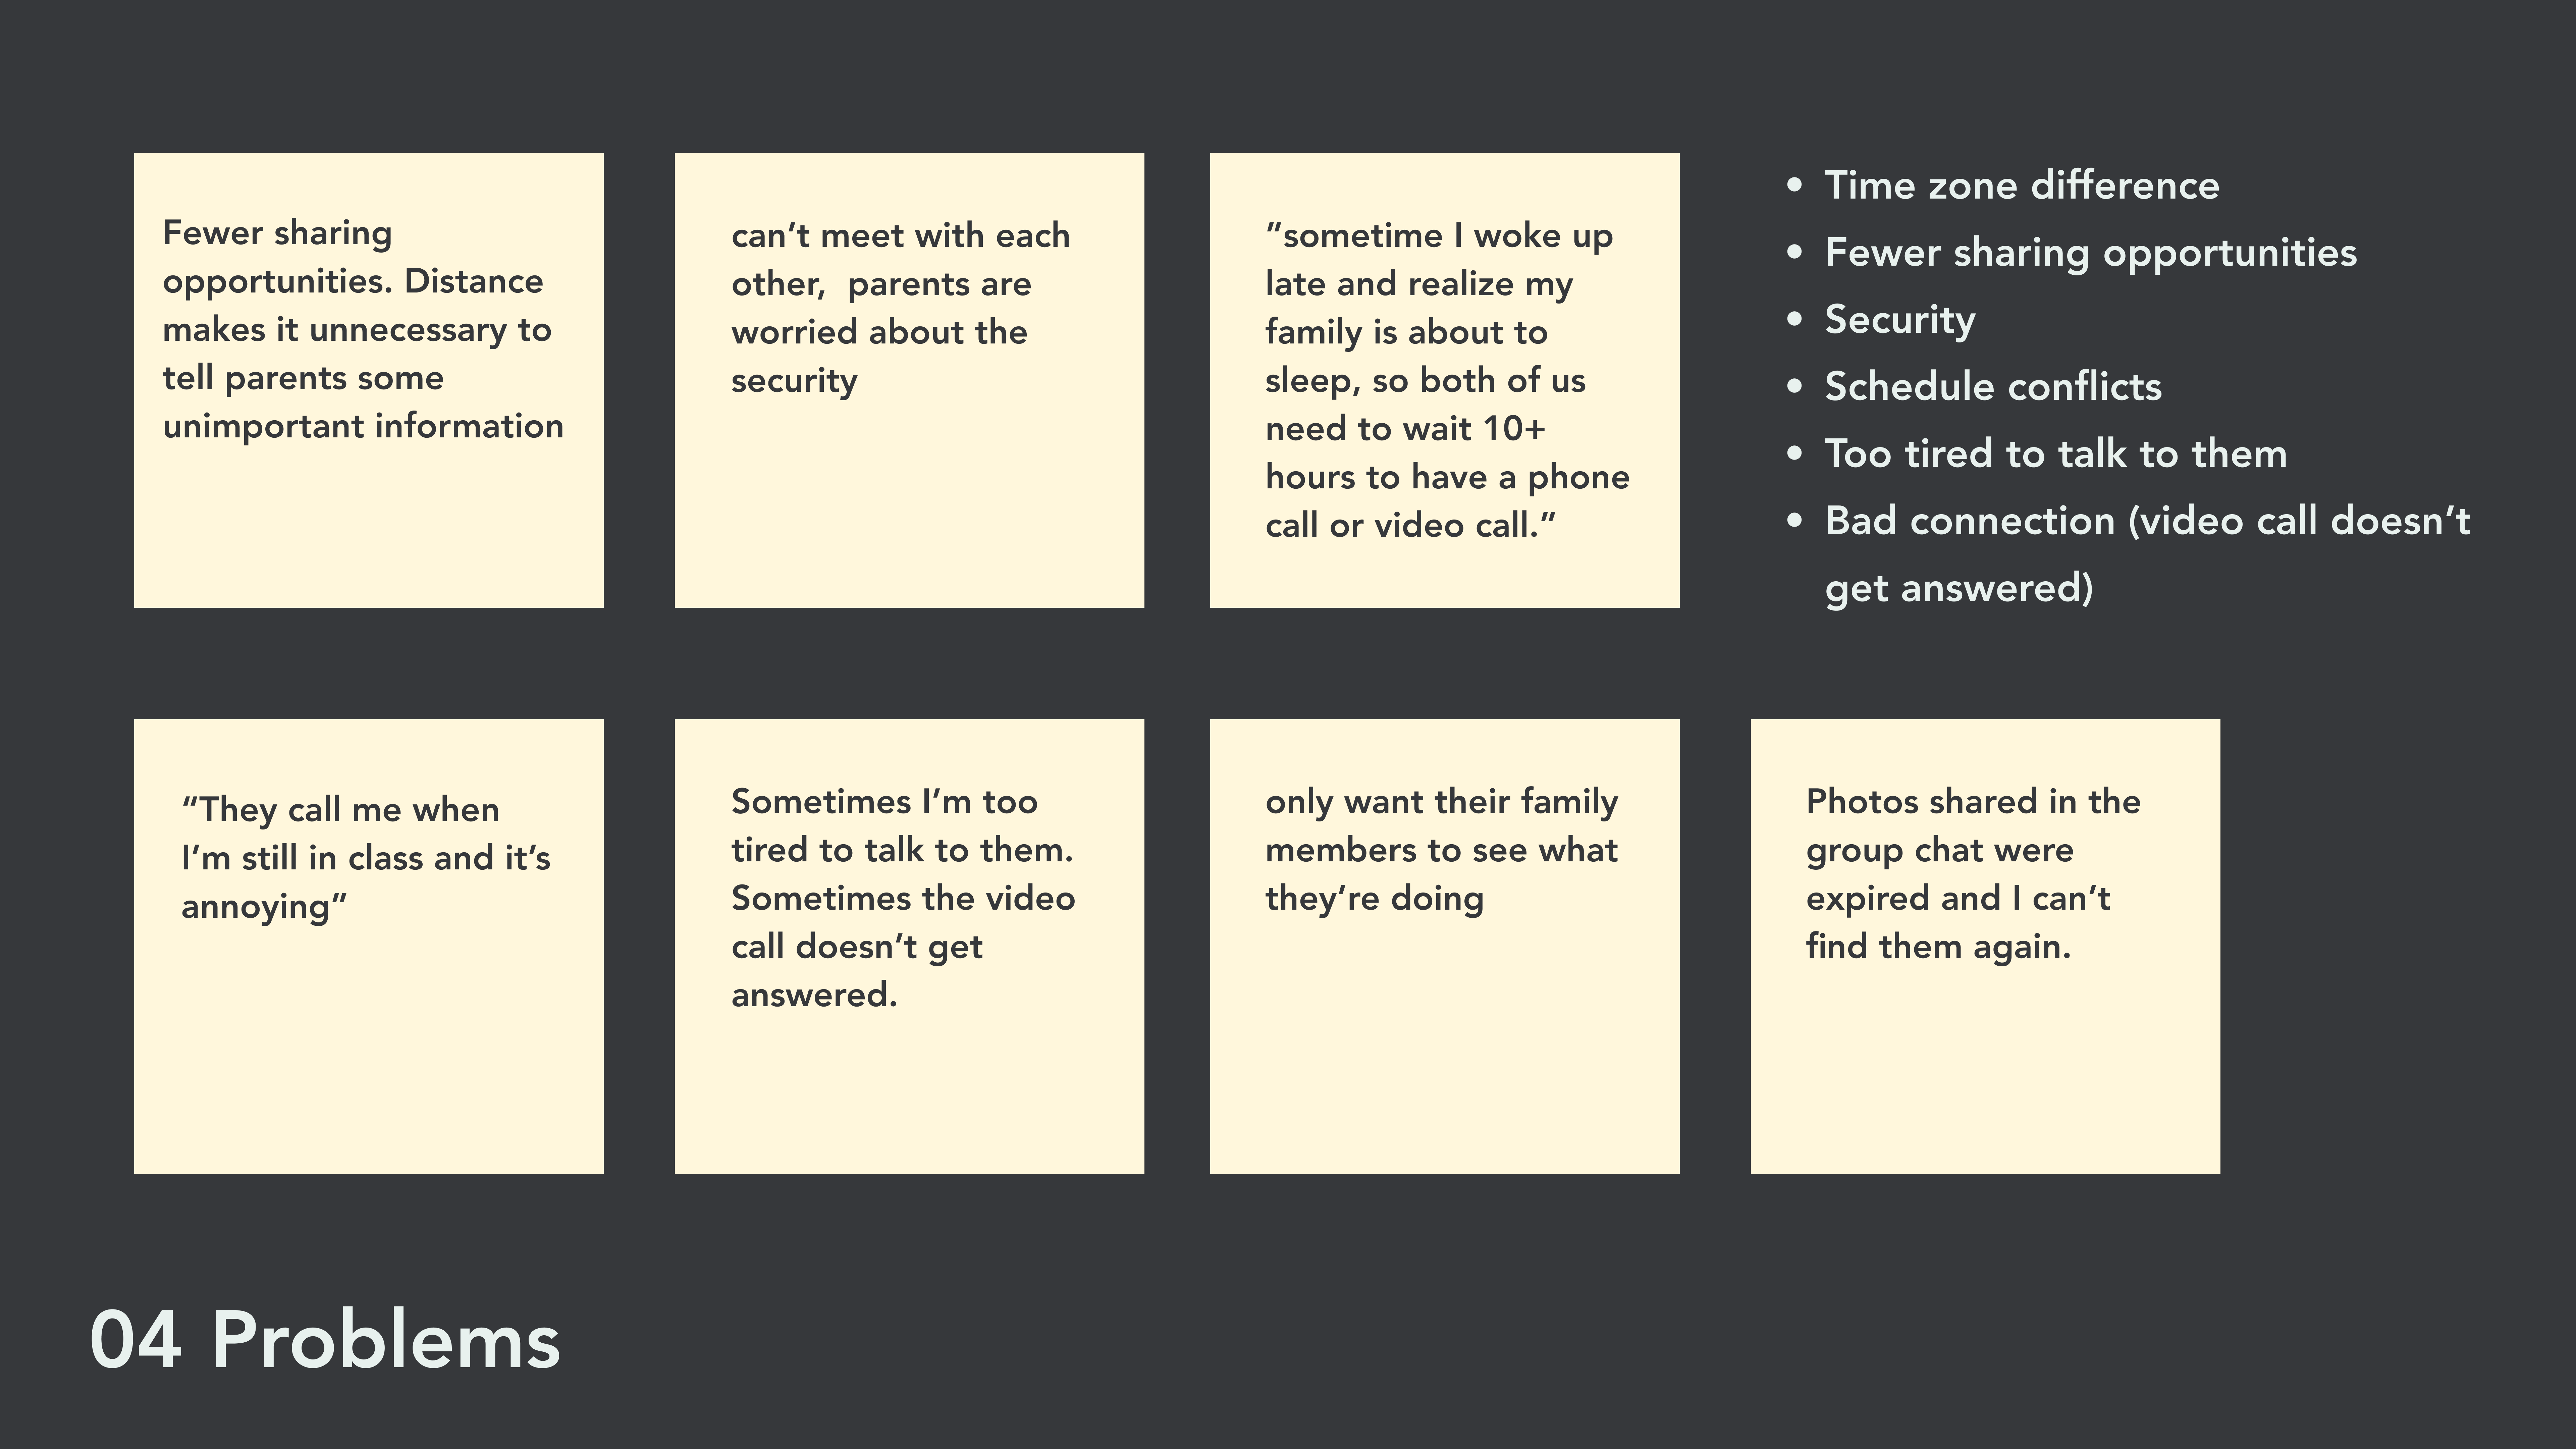 Fewer sharing
opportunities. Distance
makes it unnecessary to
tell parents some
unimportant information
can’t meet with each
other,  parents are
worried about the
security
”sometime I woke up
late and realize my
family is about to
sleep, so both of us
need to wait 10+
hours to have a phone
call or video call.”
• Time zone difference
• Fewer sharing opportunities
• Security
• Schedule conflicts
• Too tired to talk to them
• Bad connection (video call doesn’t
get answered)
“They call me when
I’m still in class and it’s
annoying”
Sometimes I’m too
tired to talk to them.
Sometimes the video
call doesn’t get
answered.
only want their family
members to see what
they’re doing
Photos shared in the
group chat were
expired and I can’t
find them again.
04 Problems